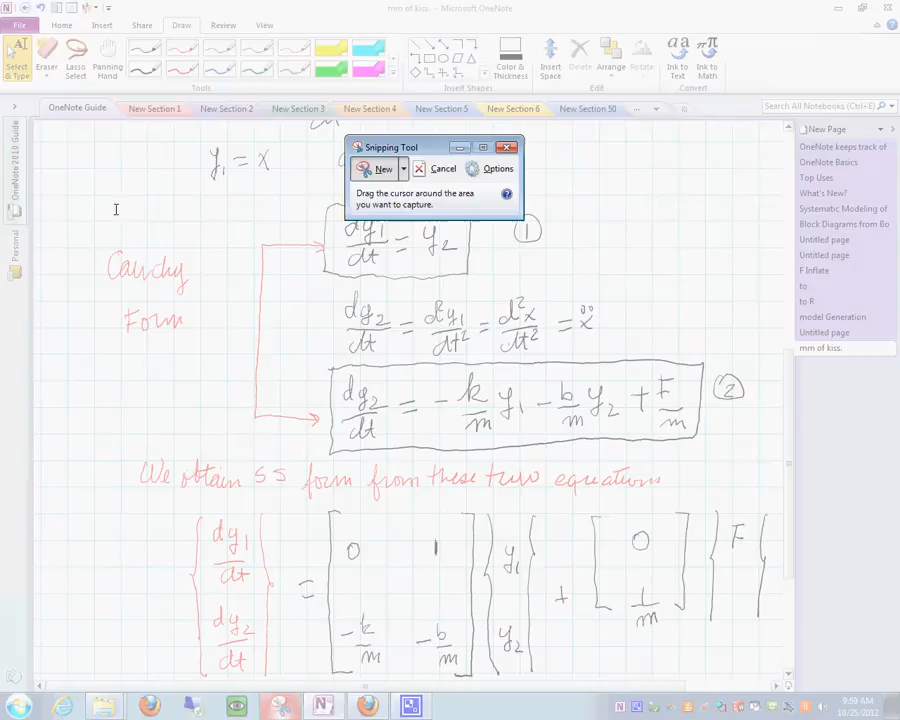 mm of kiss. - Microsoft OneNote
File Home Insert Share Draw Review View
Select & Type
Eraser
Lasso Select
Panning Hand
Tools
Color & Thickness
Insert Shapes
Insert Space
Delete
Arrange
Rotate
Edit
Ink to Text
Ink to Math
Convert
OneNote Guide New Section 1 New Section 2 New Section 3 New Section 4 New Section 5 New Section 6 New Section 50 ...
Search All Notebooks (Ctrl+E)
OneNote 2010 Guide
Personal
New Page
OneNote keeps track of
OneNote Basics
Top Uses
What's New?
Systematic Modeling of
Block Diagrams from Bo
Untitled page
Untitled page
F Inflate
to
to R
model Generation
Untitled page
mm of kiss.
Snipping Tool
New Cancel Options
Drag the cursor around the area
you want to capture.
y1 = x
dy1/dt = y2 ①
Cauchy
Form
dy2/dt = d²y1/dt² = d²x/dt² = ẍ
dy2/dt = - k/m y1 - b/m y2 + F/m ②
We obtain SS form from these two equations
{dy1/dt dy2/dt} = [0 1 -k/m -b/m] {y1 y2} + [0 1/m] {F}
9:59 AM
10/25/2012